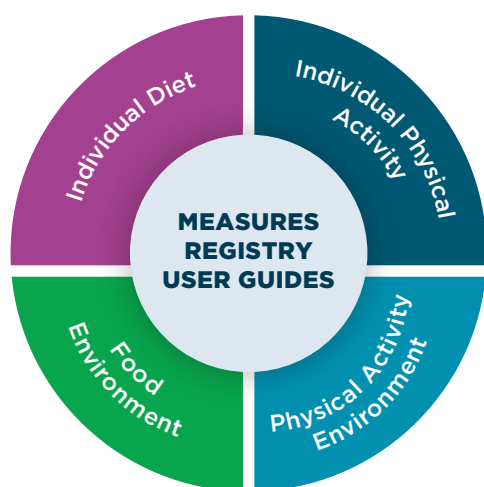 Individual Diet
Individual Physical
Activity
MEASURES
REGISTRY
USER GUIDES
Food
Environment
Physical Activity
Environment